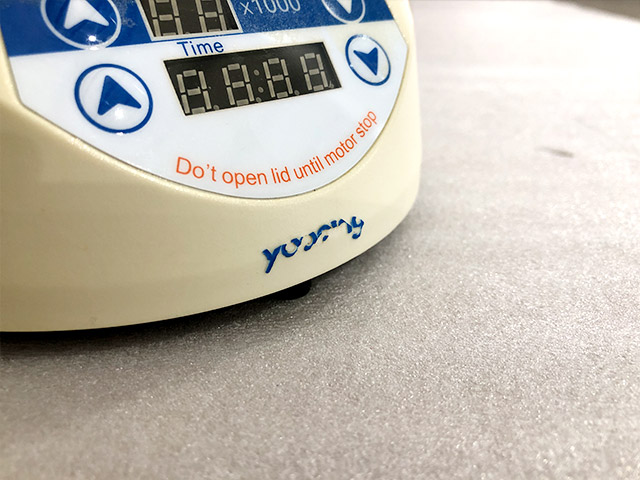 x1000
Time
Do't open lid until motor stop